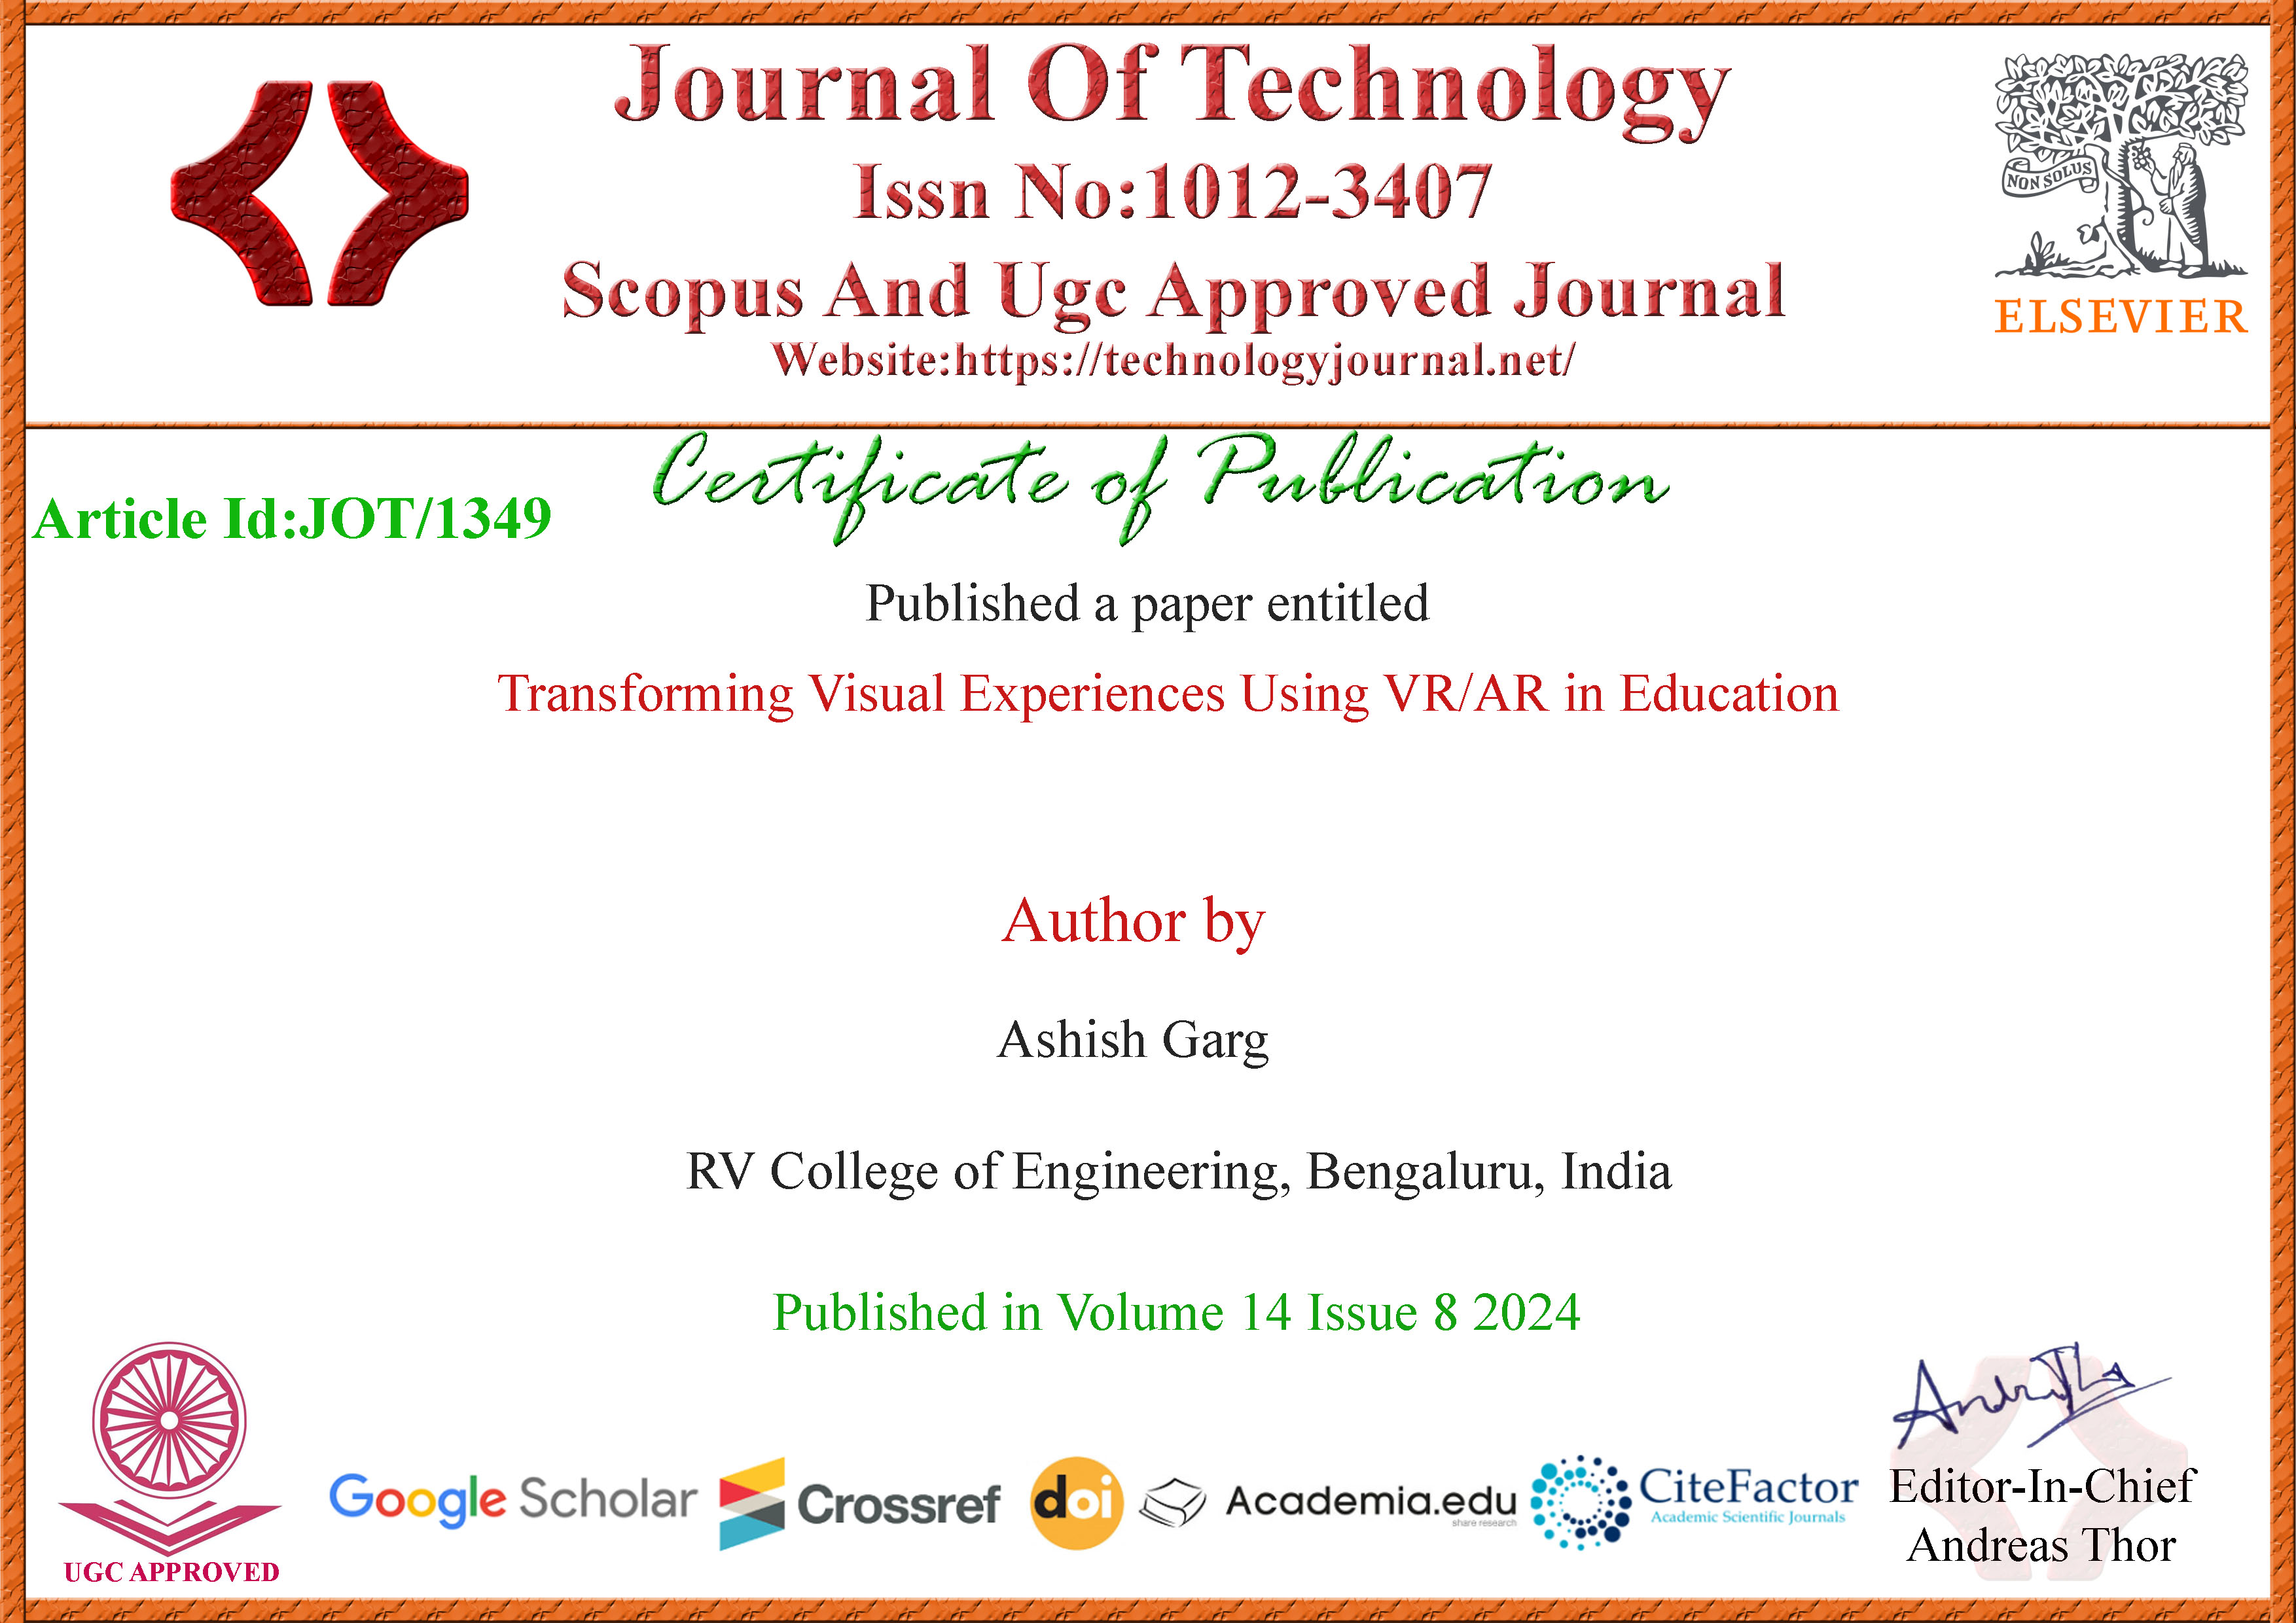 Journal Of Technology
Issn No:1012-3407
Scopus And Ugc Approved Journal
Website:https://technologyjournal.net/
NON SOLUS
ELSEVIER
Certificate of Publication
Article Id:JOT/1349
Published a paper entitled
Transforming Visual Experiences Using VR/AR in Education
Author by
Ashish Garg
RV College of Engineering, Bengaluru, India
Published in Volume 14 Issue 8 2024
UGC APPROVED
Google Scholar
Crossref
doi
Academia.edu
share research
CiteFactor
Academic Scientific Journals
Editor-In-Chief
Andreas Thor